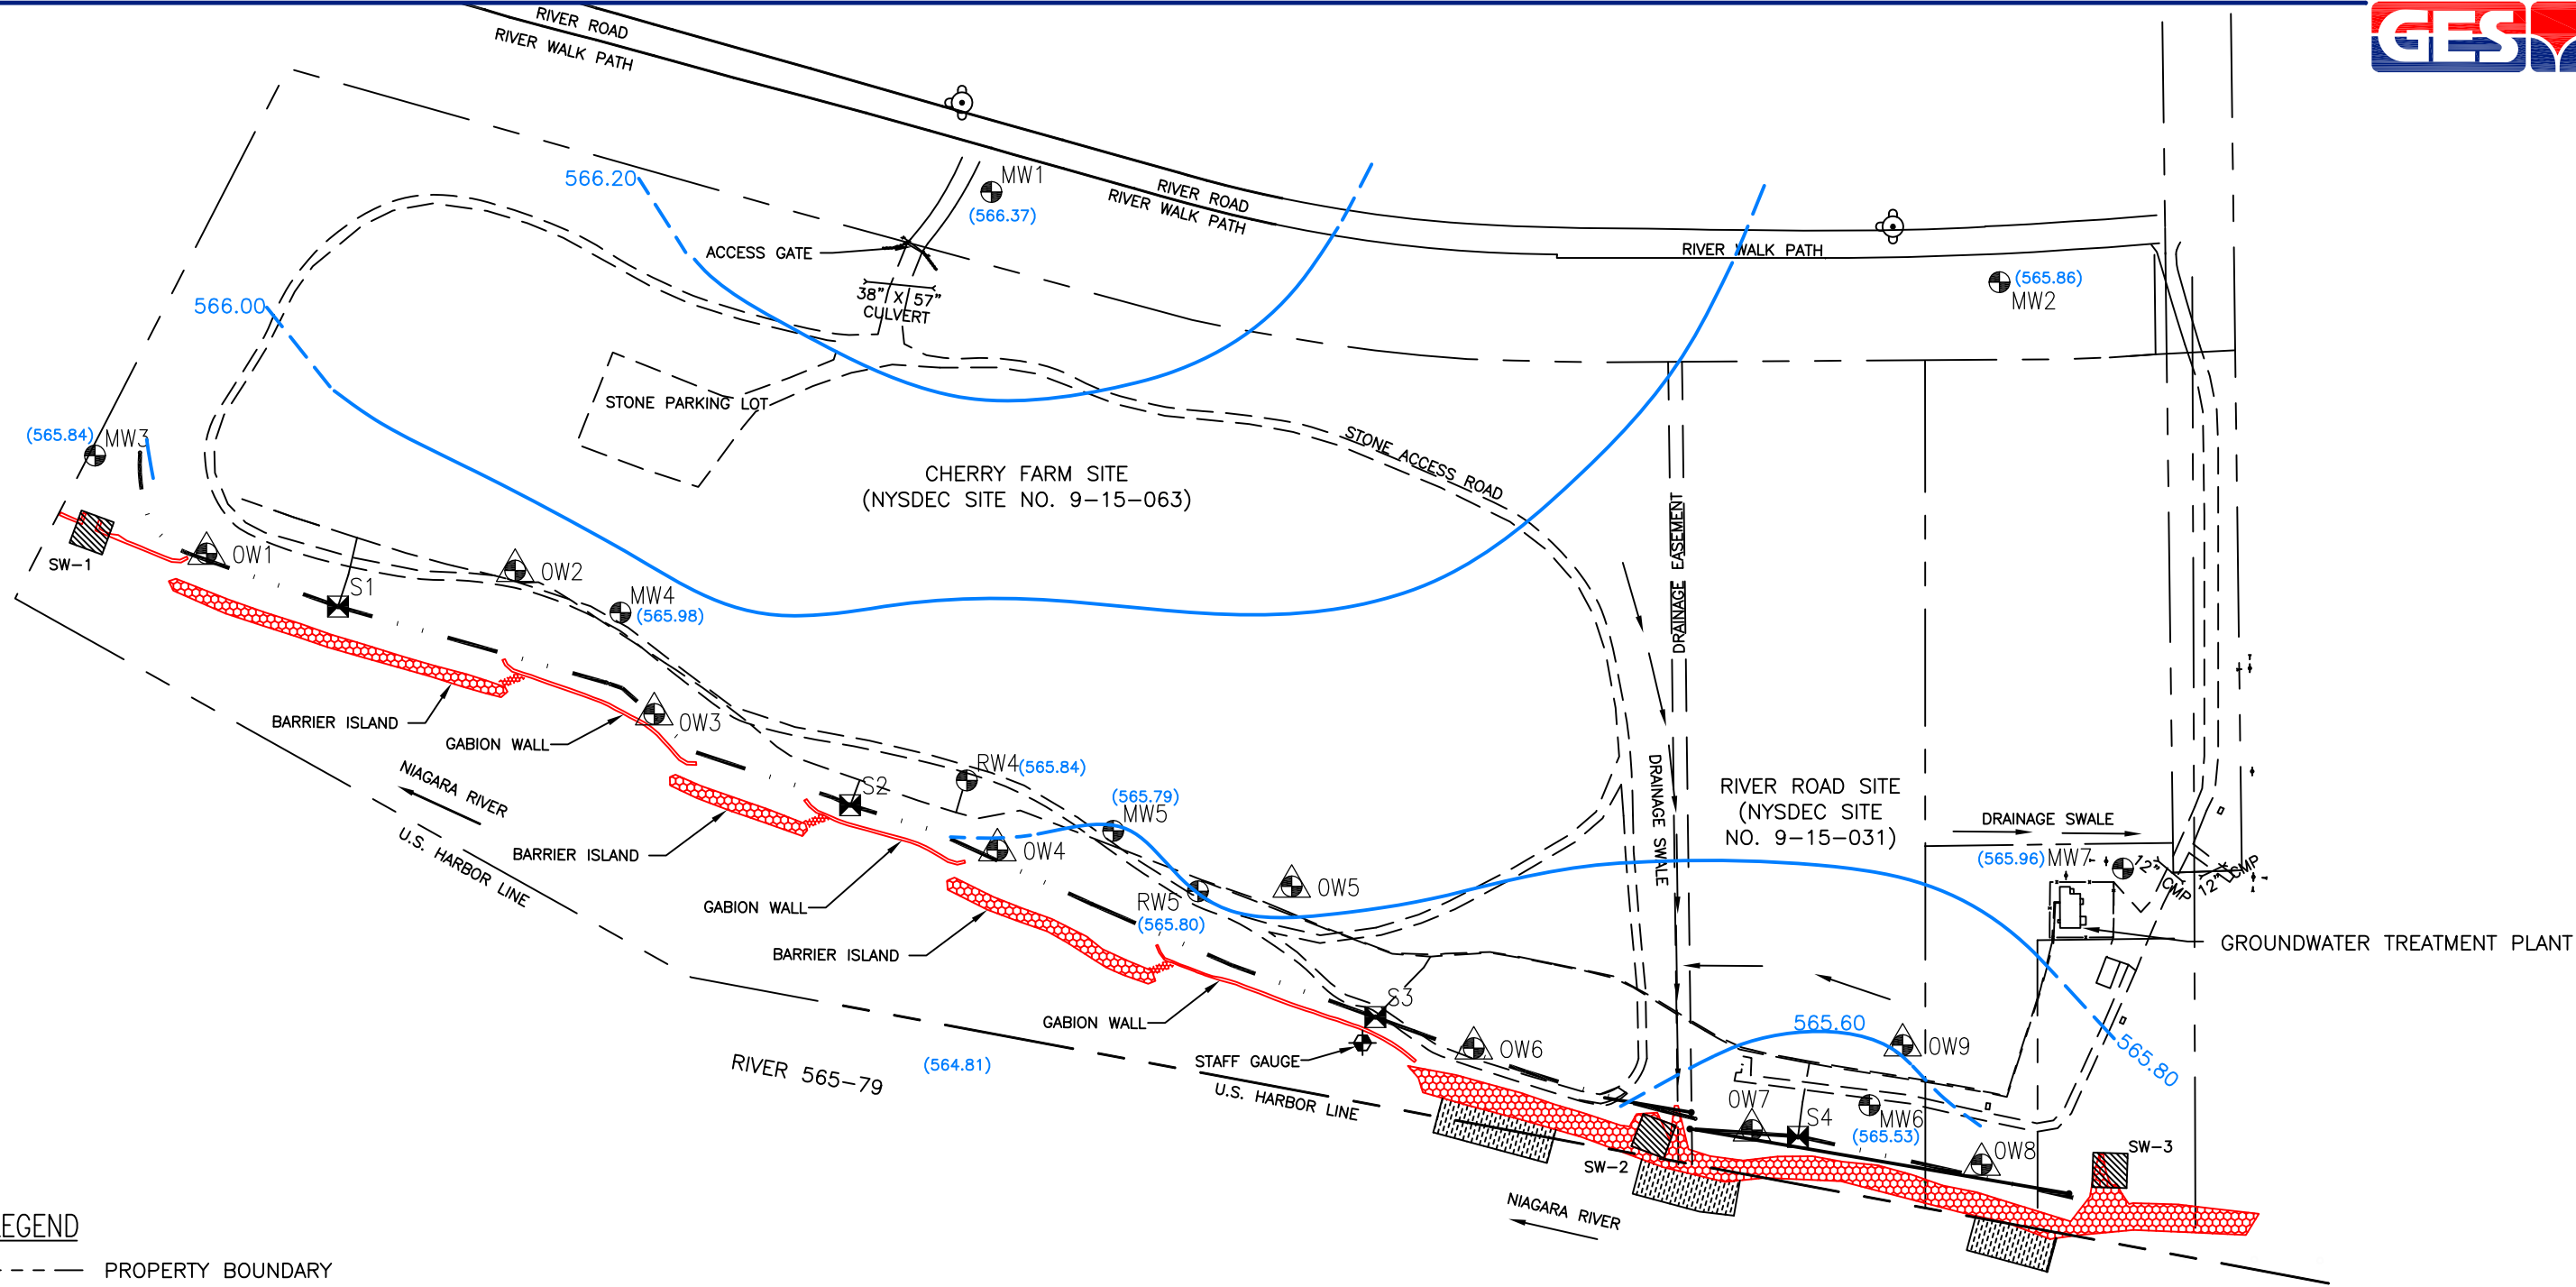 GES
RIVER ROAD
RIVER WALK PATH
566.20
MW1
(566.37)
RIVER ROAD
RIVER WALK PATH
ACCESS GATE
RIVER WALK PATH
(565.86)
MW2
38" X 57"
CULVERT
566.00
STONE PARKING LOT
(565.84)
MW3
STONE ACCESS ROAD
CHERRY FARM SITE
(NYSDEC SITE NO. 9-15-063)
DRAINAGE EASEMENT
SW-1
OW1
OW2
S1
MW4
(565.98)
BARRIER ISLAND
GABION WALL
OW3
NIAGARA RIVER
U.S. HARBOR LINE
S2
RW4
(565.84)
(565.79)
MW5
DRAINAGE SWALE
RIVER ROAD SITE
(NYSDEC SITE
NO. 9-15-031)
DRAINAGE SWALE
(565.96)
MW7
12" CMP
12" CMP
BARRIER ISLAND
OW4
OW5
GABION WALL
RW5
(565.80)
BARRIER ISLAND
GROUNDWATER TREATMENT PLANT
S3
GABION WALL
565.60
OW9
565.80
STAFF GAUGE
OW6
RIVER 565-79
(564.81)
U.S. HARBOR LINE
OW7
S4
MW6
(565.53)
OW8
SW-2
SW-3
NIAGARA RIVER
LEGEND
PROPERTY BOUNDARY